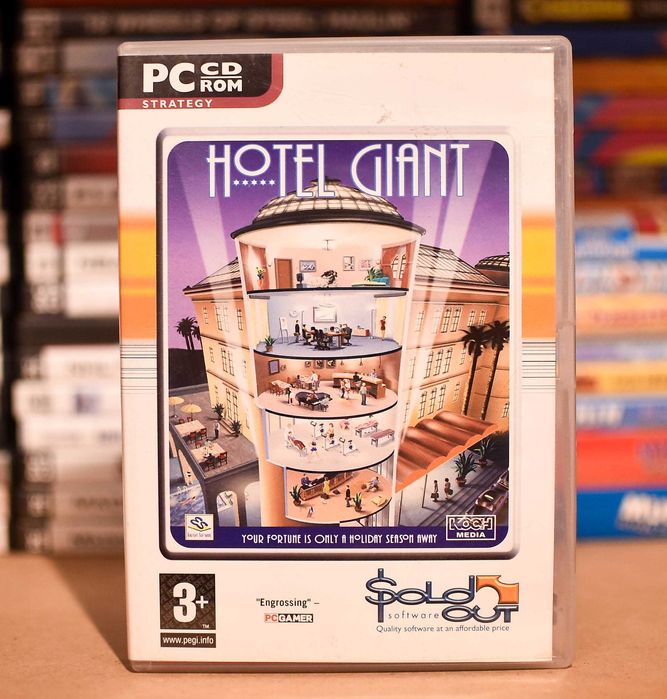 PC CD
ROM
STRATEGY
HOTEL GIANT
YOUR FORTUNE IS ONLY A HOLIDAY SEASON AWAY
KOCH
MEDIA
3+
TM
www.pegi.info
"Engrossing" –
PCGAMER
SOLD
software OUT
Quality software at an affordable price